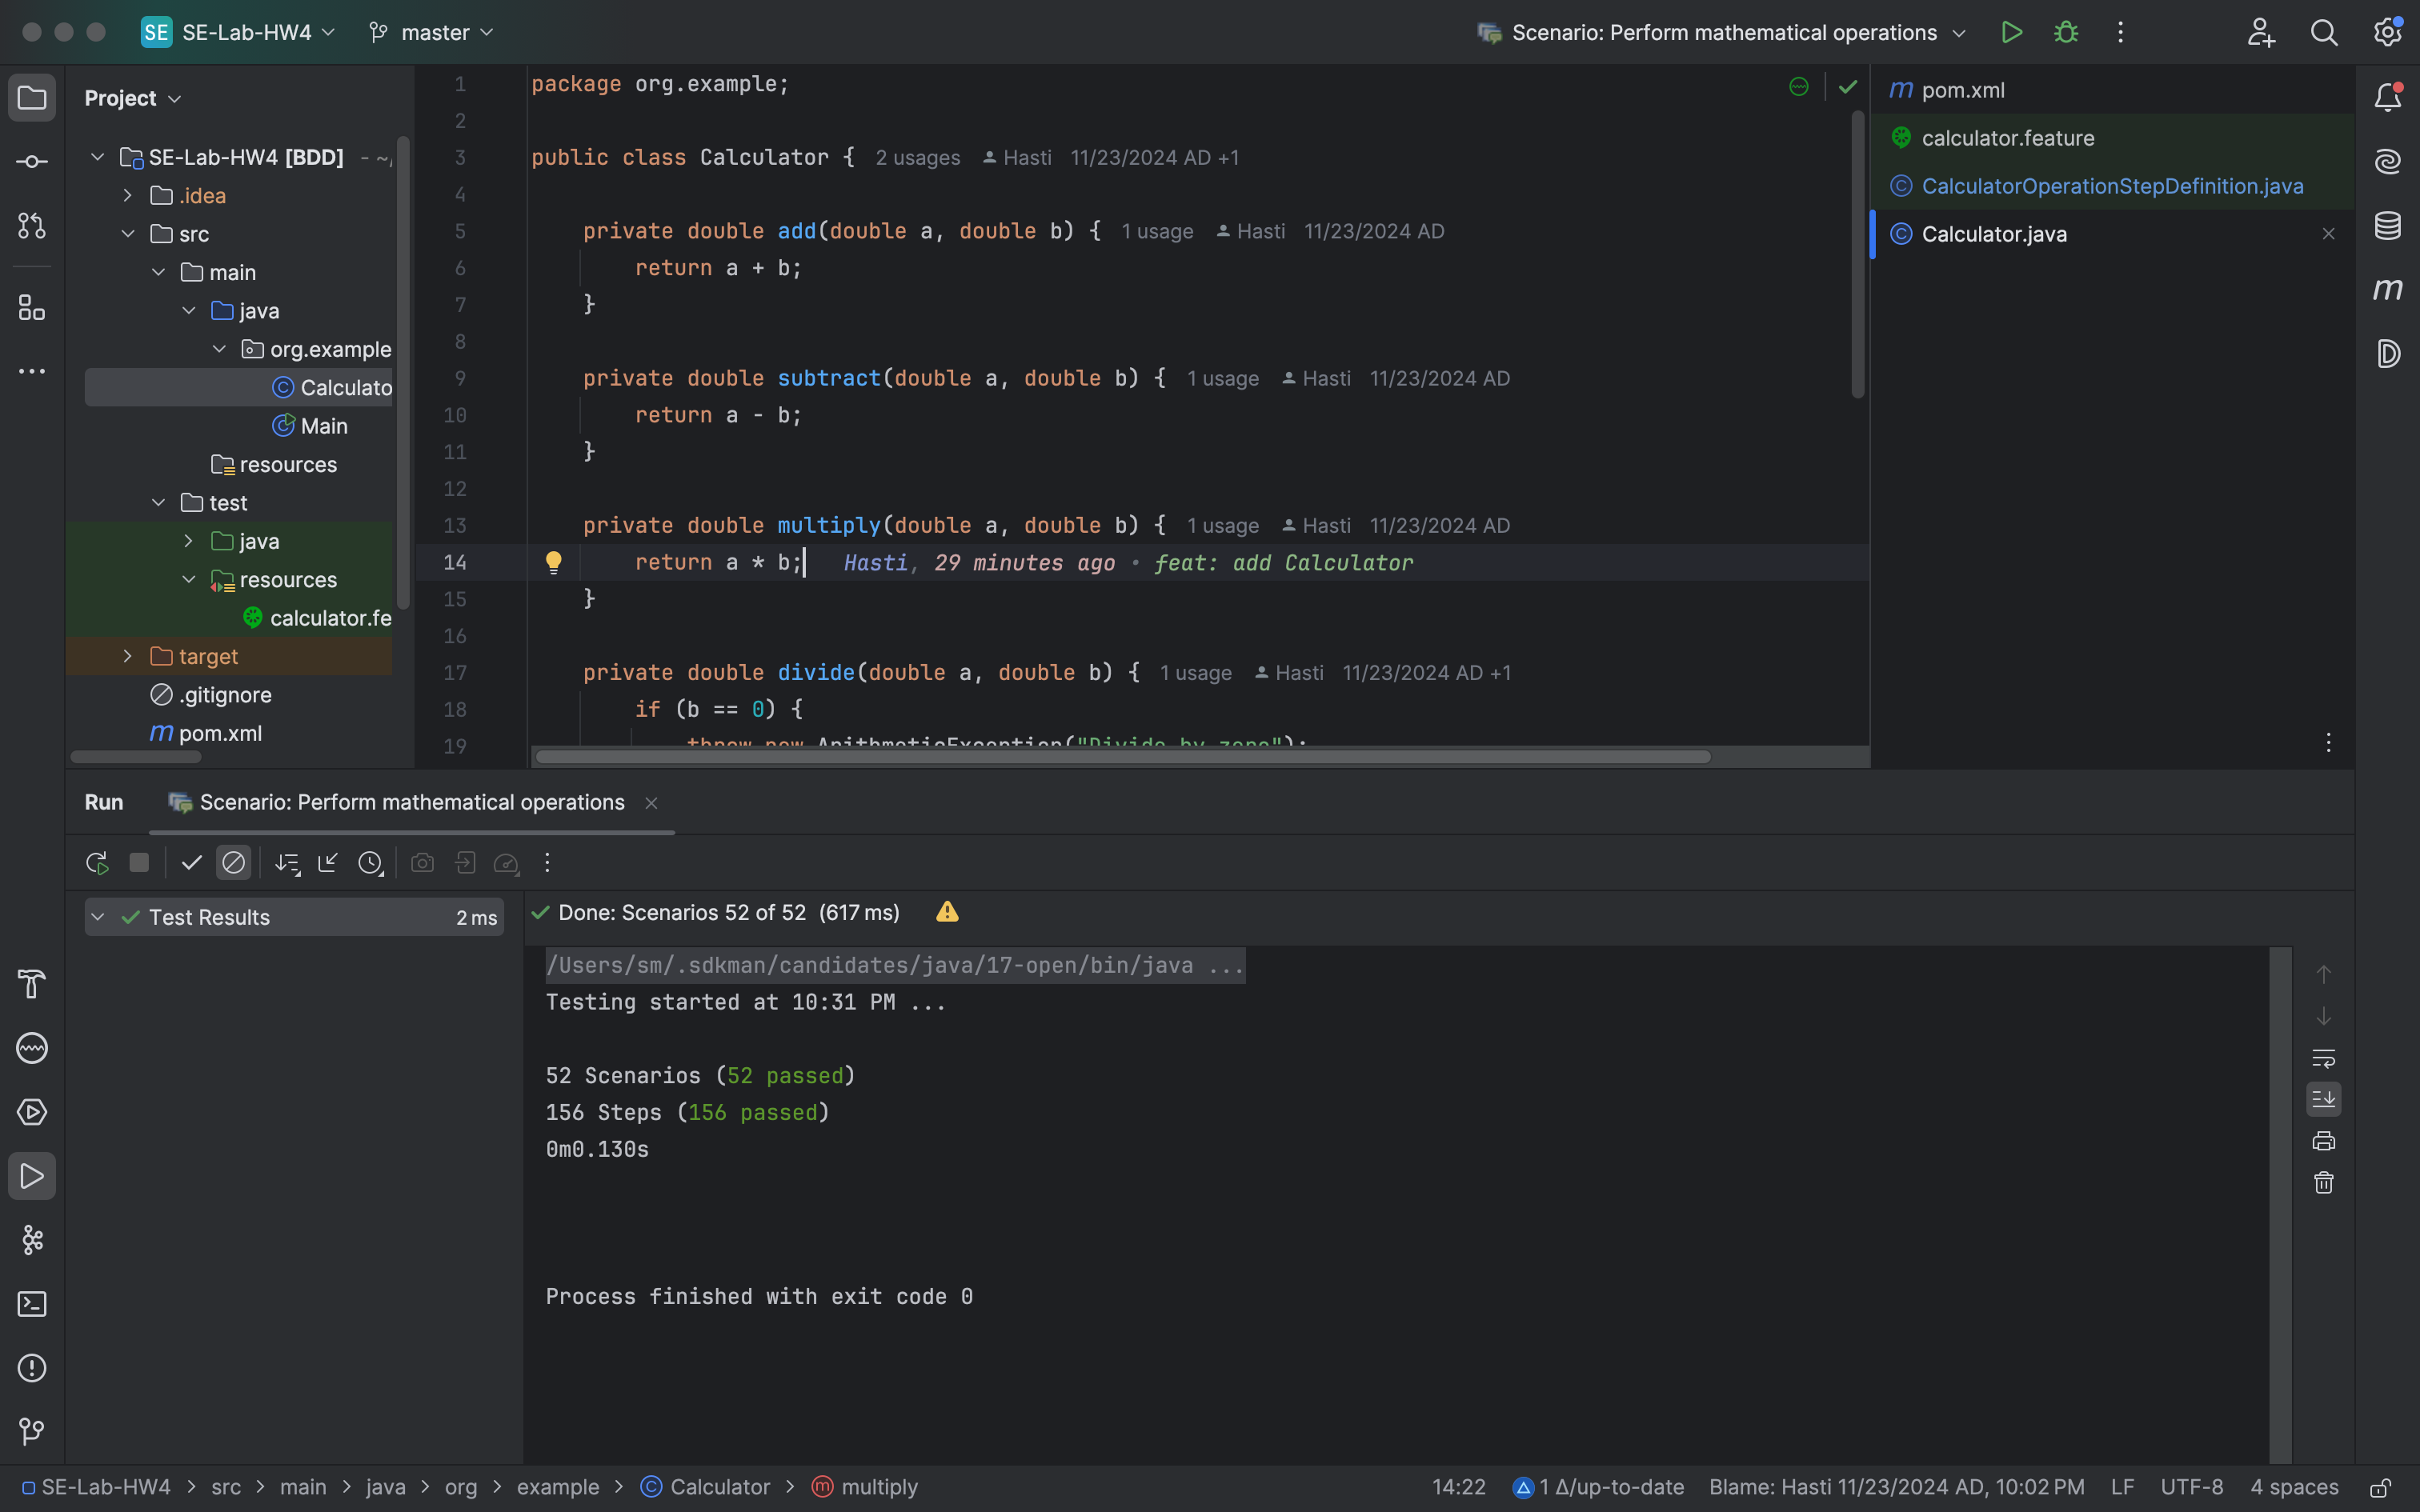 SE SE-Lab-HW4 master Scenario: Perform mathematical operations
Project
SE-Lab-HW4 [BDD] - ~/
.idea
src
main
java
org.example
Calculato
Main
resources
test
java
resources
calculator.fe
target
.gitignore
pom.xml
1 package org.example;
2
3 public class Calculator { 2 usages Hasti 11/23/2024 AD +1
4
5 private double add(double a, double b) { 1 usage Hasti 11/23/2024 AD
6 return a + b;
7 }
8
9 private double subtract(double a, double b) { 1 usage Hasti 11/23/2024 AD
10 return a - b;
11 }
12
13 private double multiply(double a, double b) { 1 usage Hasti 11/23/2024 AD
14 return a * b; Hasti, 29 minutes ago • feat: add Calculator
15 }
16
17 private double divide(double a, double b) { 1 usage Hasti 11/23/2024 AD +1
18 if (b == 0) {
19 throw new ArithmeticException("Divide by zero");
m pom.xml
calculator.feature
CalculatorOperationStepDefinition.java
Calculator.java
Run Scenario: Perform mathematical operations
Test Results 2 ms
Done: Scenarios 52 of 52 (617 ms)
/Users/sm/.sdkman/candidates/java/17-open/bin/java ...
Testing started at 10:31 PM ...
52 Scenarios (52 passed)
156 Steps (156 passed)
0m0.130s
Process finished with exit code 0
SE-Lab-HW4 > src > main > java > org > example > Calculator > multiply 14:22 1 Δ/up-to-date Blame: Hasti 11/23/2024 AD, 10:02 PM LF UTF-8 4 spaces